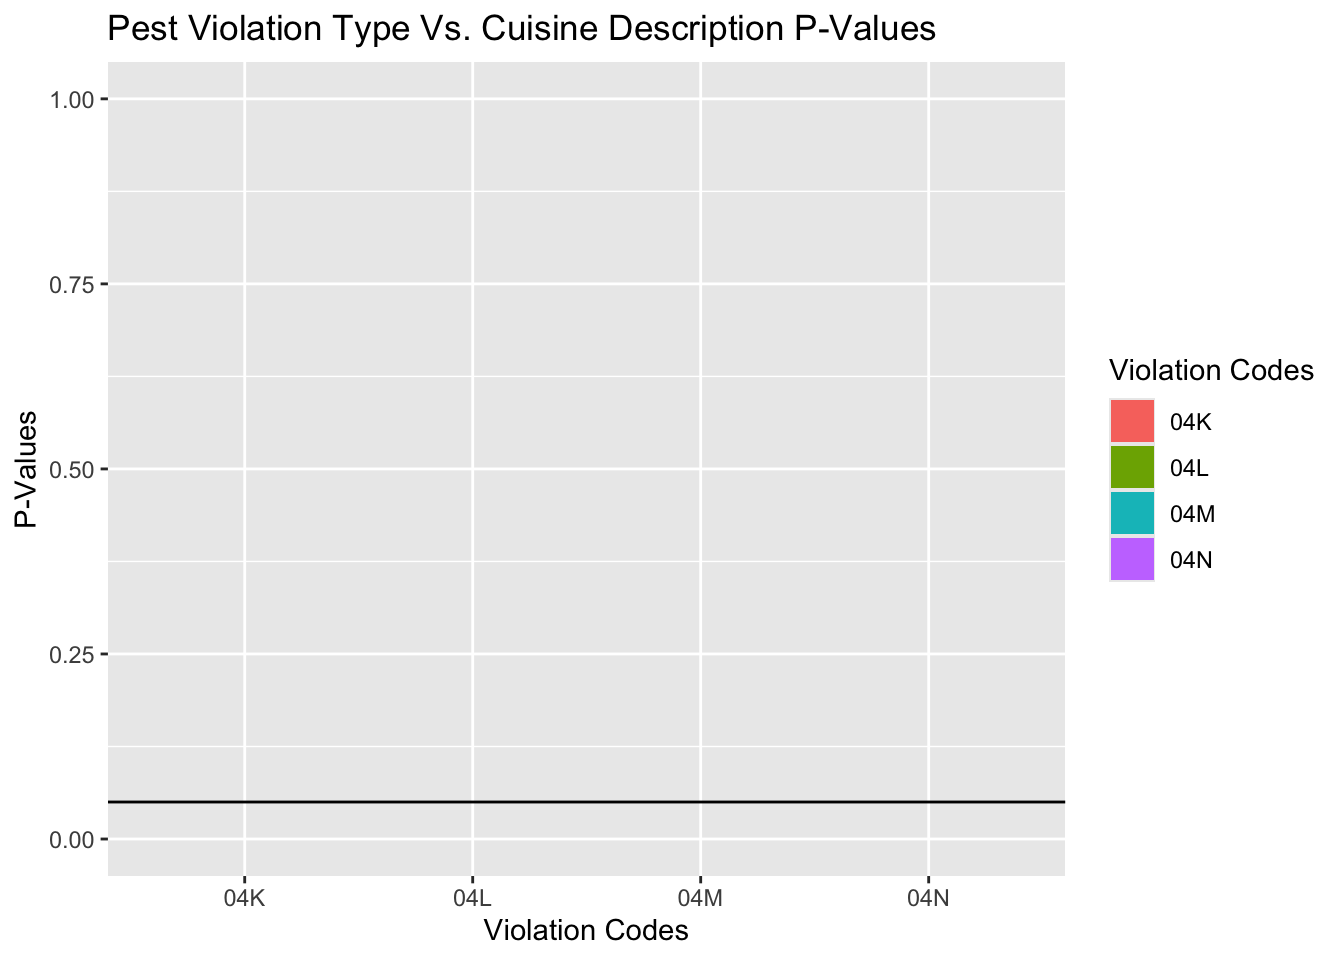 Pest Violation Type Vs. Cuisine Description P-Values
1.00
0.75
0.50
0.25
0.00
P-Values
04K
04L
04M
04N
Violation Codes
Violation Codes
04K
04L
04M
04N